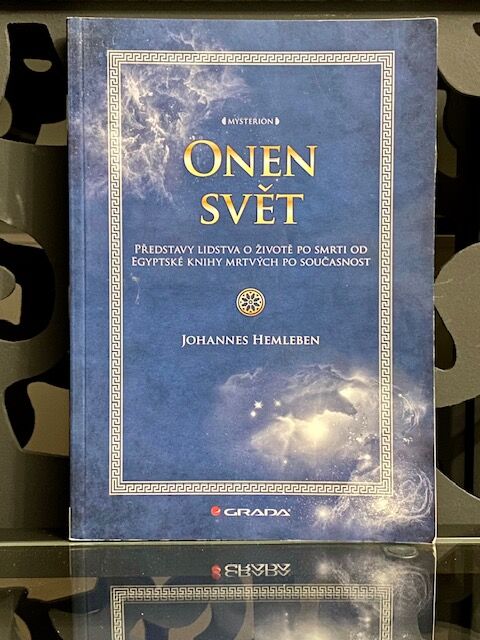 MYSTERION
ONEN
SVĚT
PŘEDSTAVY LIDSTVA O ŽIVOTĚ PO SMRTI OD
EGYPTSKÉ KNIHY MRTVÝCH PO SOUČASNOST
JOHANNES HEMLEBEN
GRADA